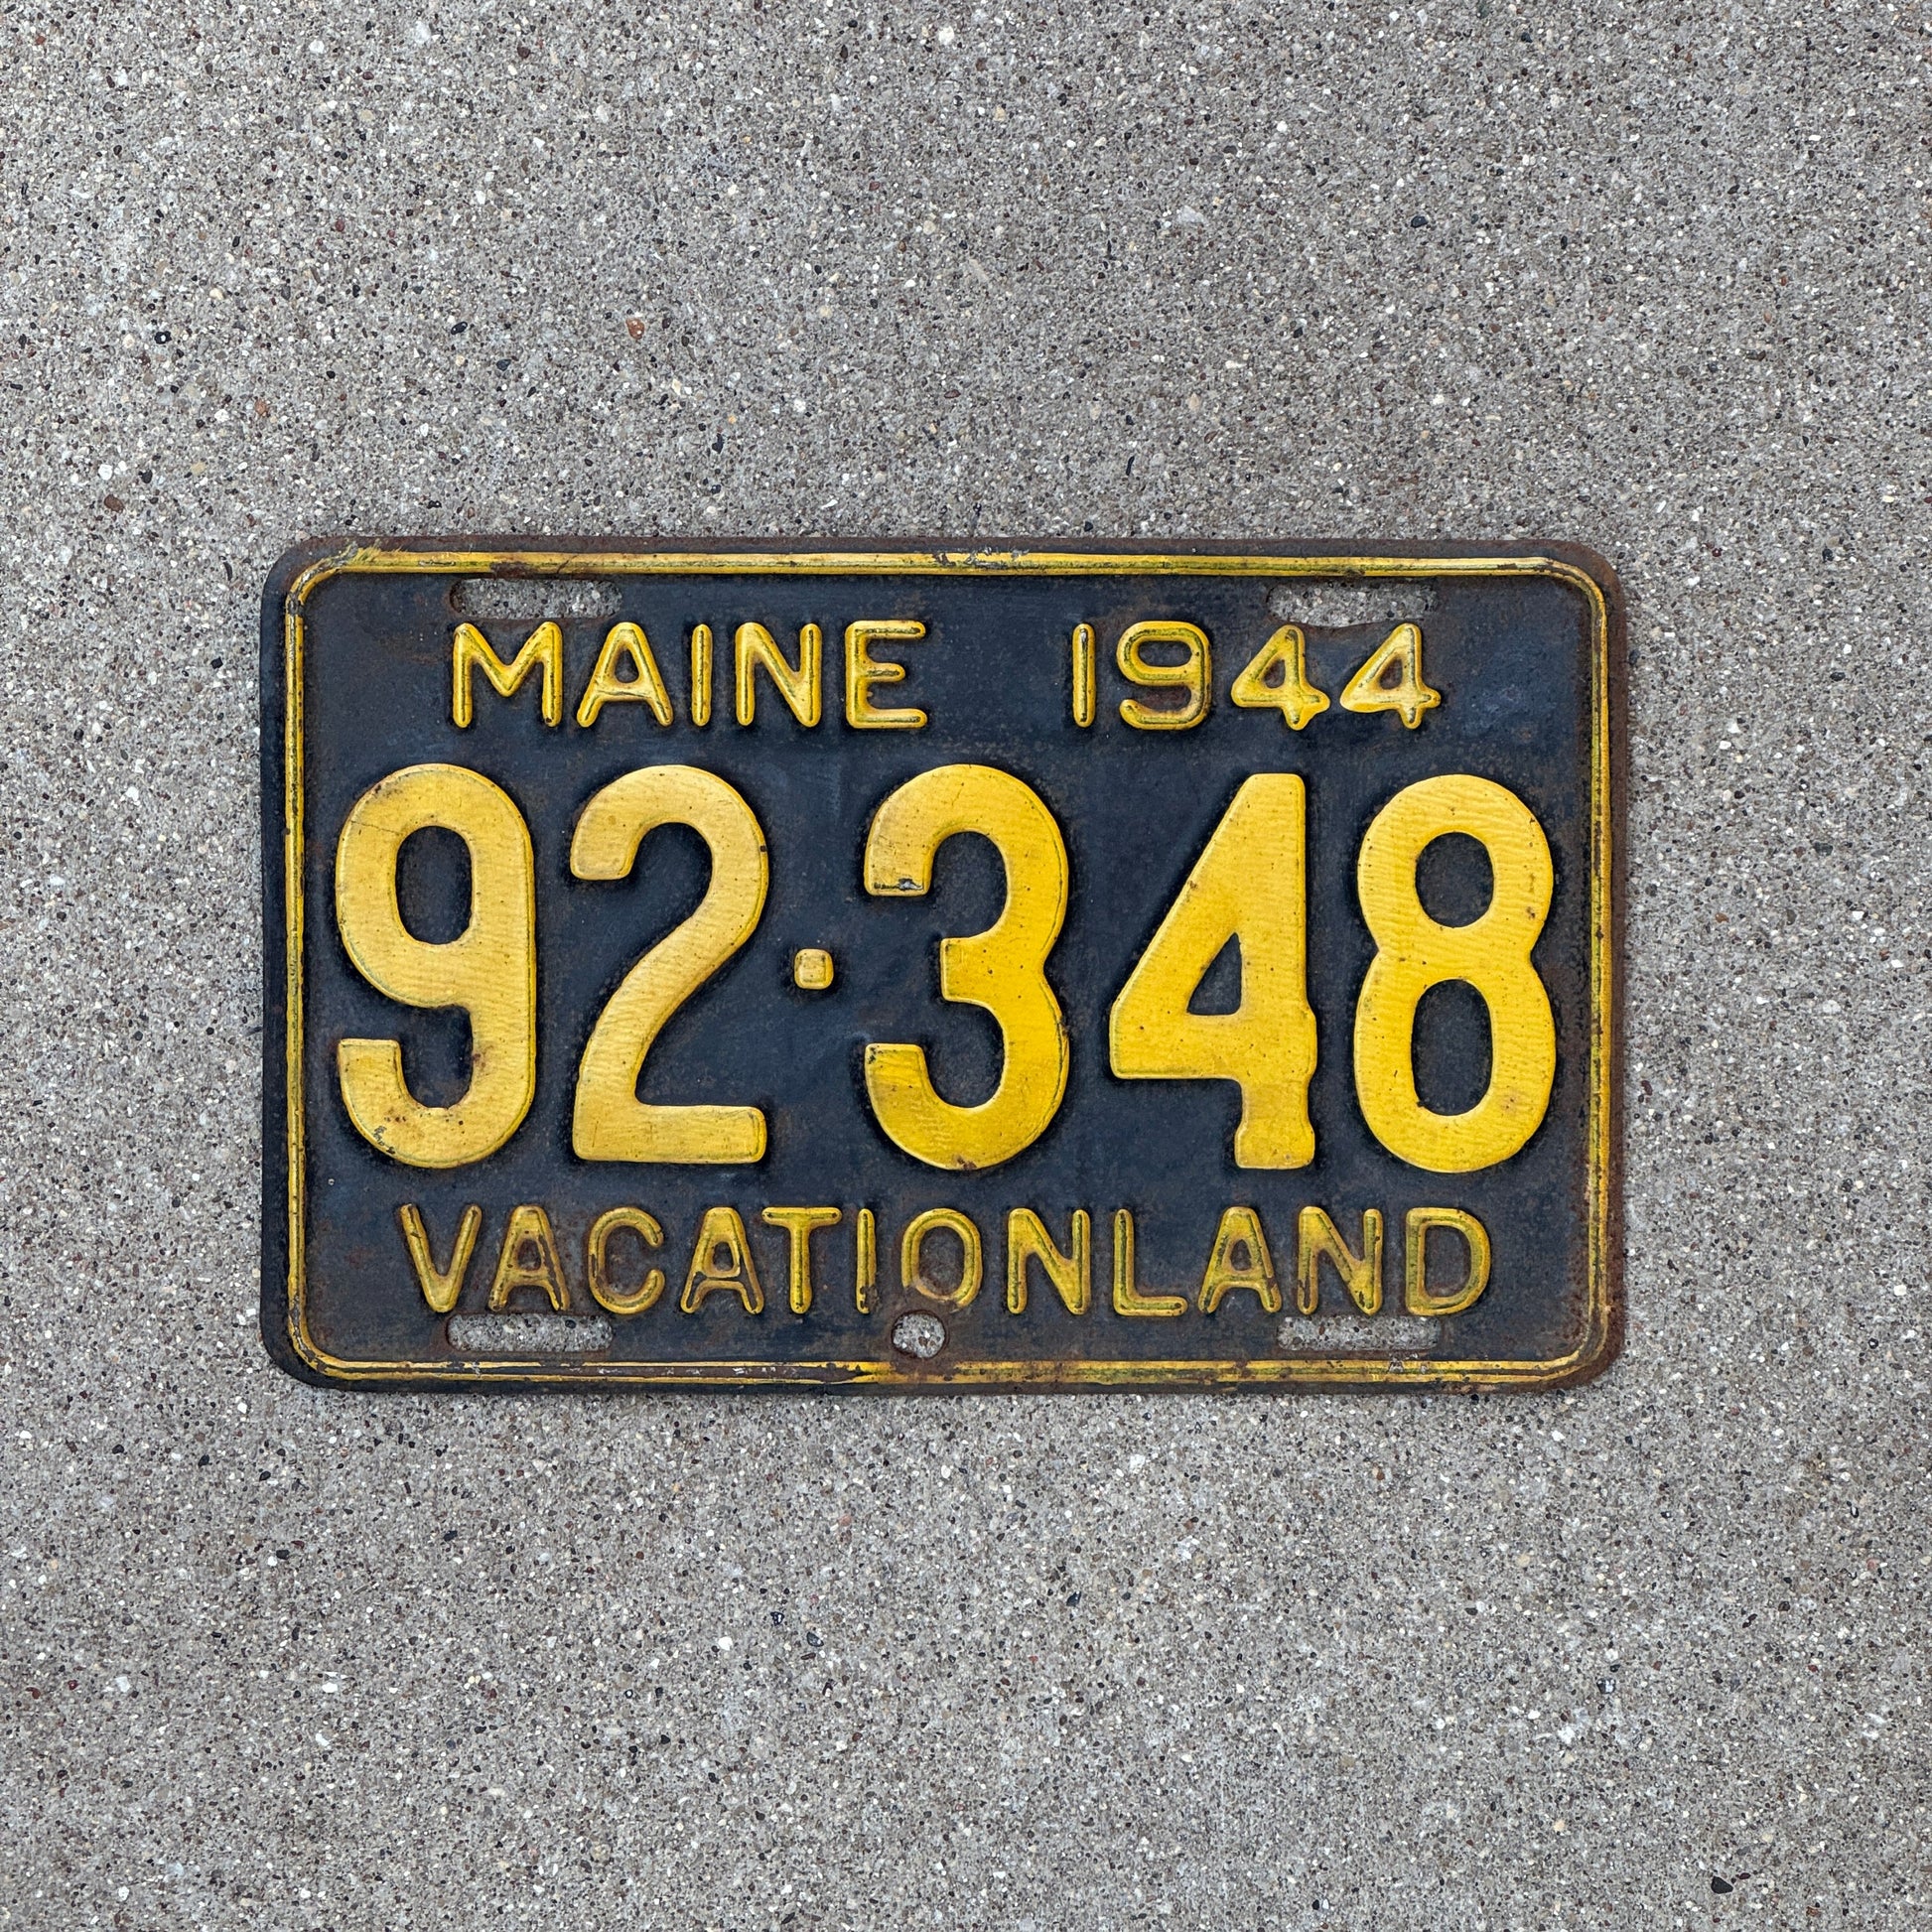 MAINE 1944
92·348
VACATIONLAND